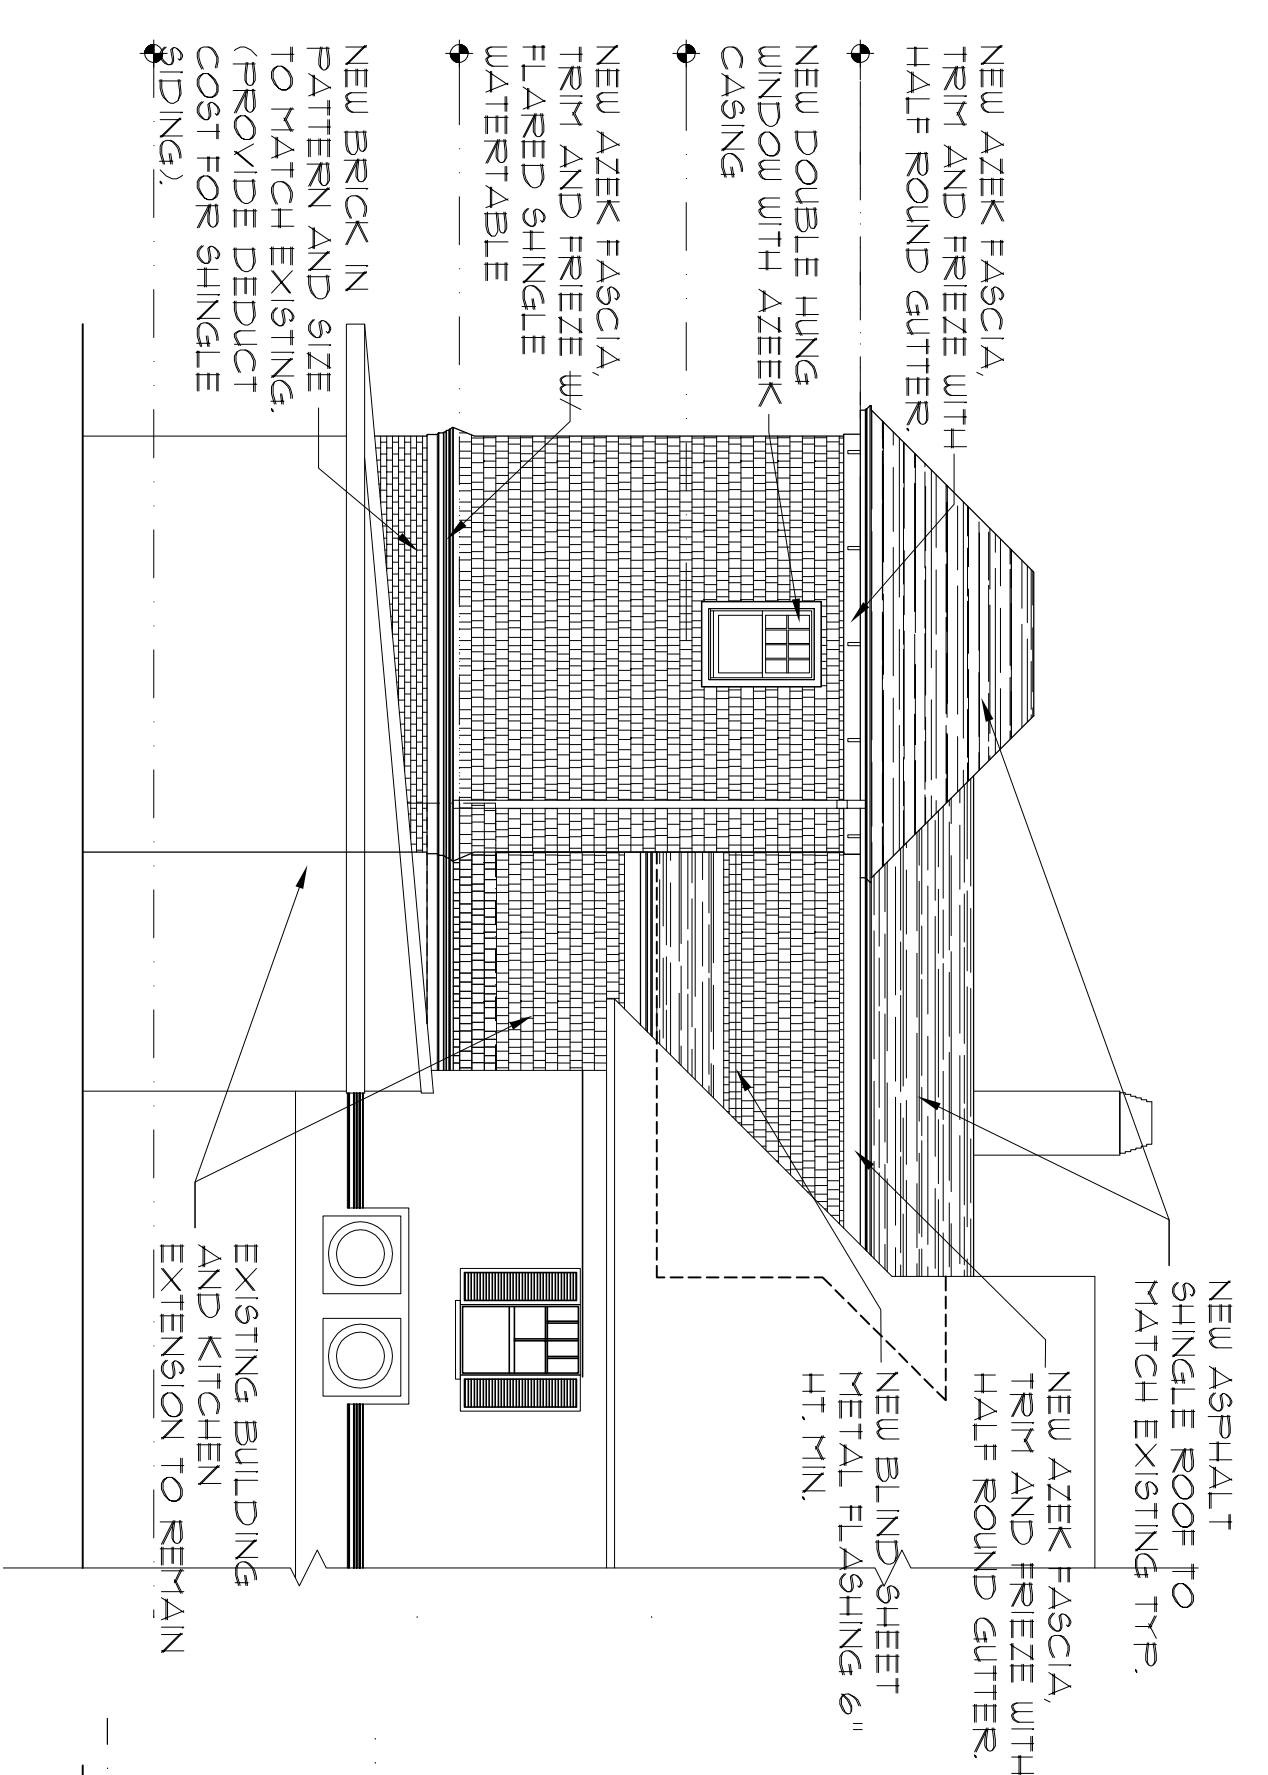 NEW AZEK FASCIA,
TRIM AND FRIEZE WITH
HALF ROUND GUTTER.
NEW DOUBLE HUNG
WINDOW WITH AZEEK
CASING
NEW AZEK FASCIA,
TRIM AND FRIEZE W/
FLARED SHINGLE
WATERTABLE
NEW BRICK IN
PATTERN AND SIZE
TO MATCH EXISTING.
(PROVIDE DEDUCT
COST FOR SHINGLE
SIDING).
NEW ASPHALT
SHINGLE ROOF TO
MATCH EXISTING TYP.
NEW AZEK FASCIA,
TRIM AND FRIEZE WITH
HALF ROUND GUTTER.
NEW BLIND SHEET
METAL FLASHING 6"
HT. MIN.
EXISTING BUILDING
AND KITCHEN
EXTENSION TO REMAIN